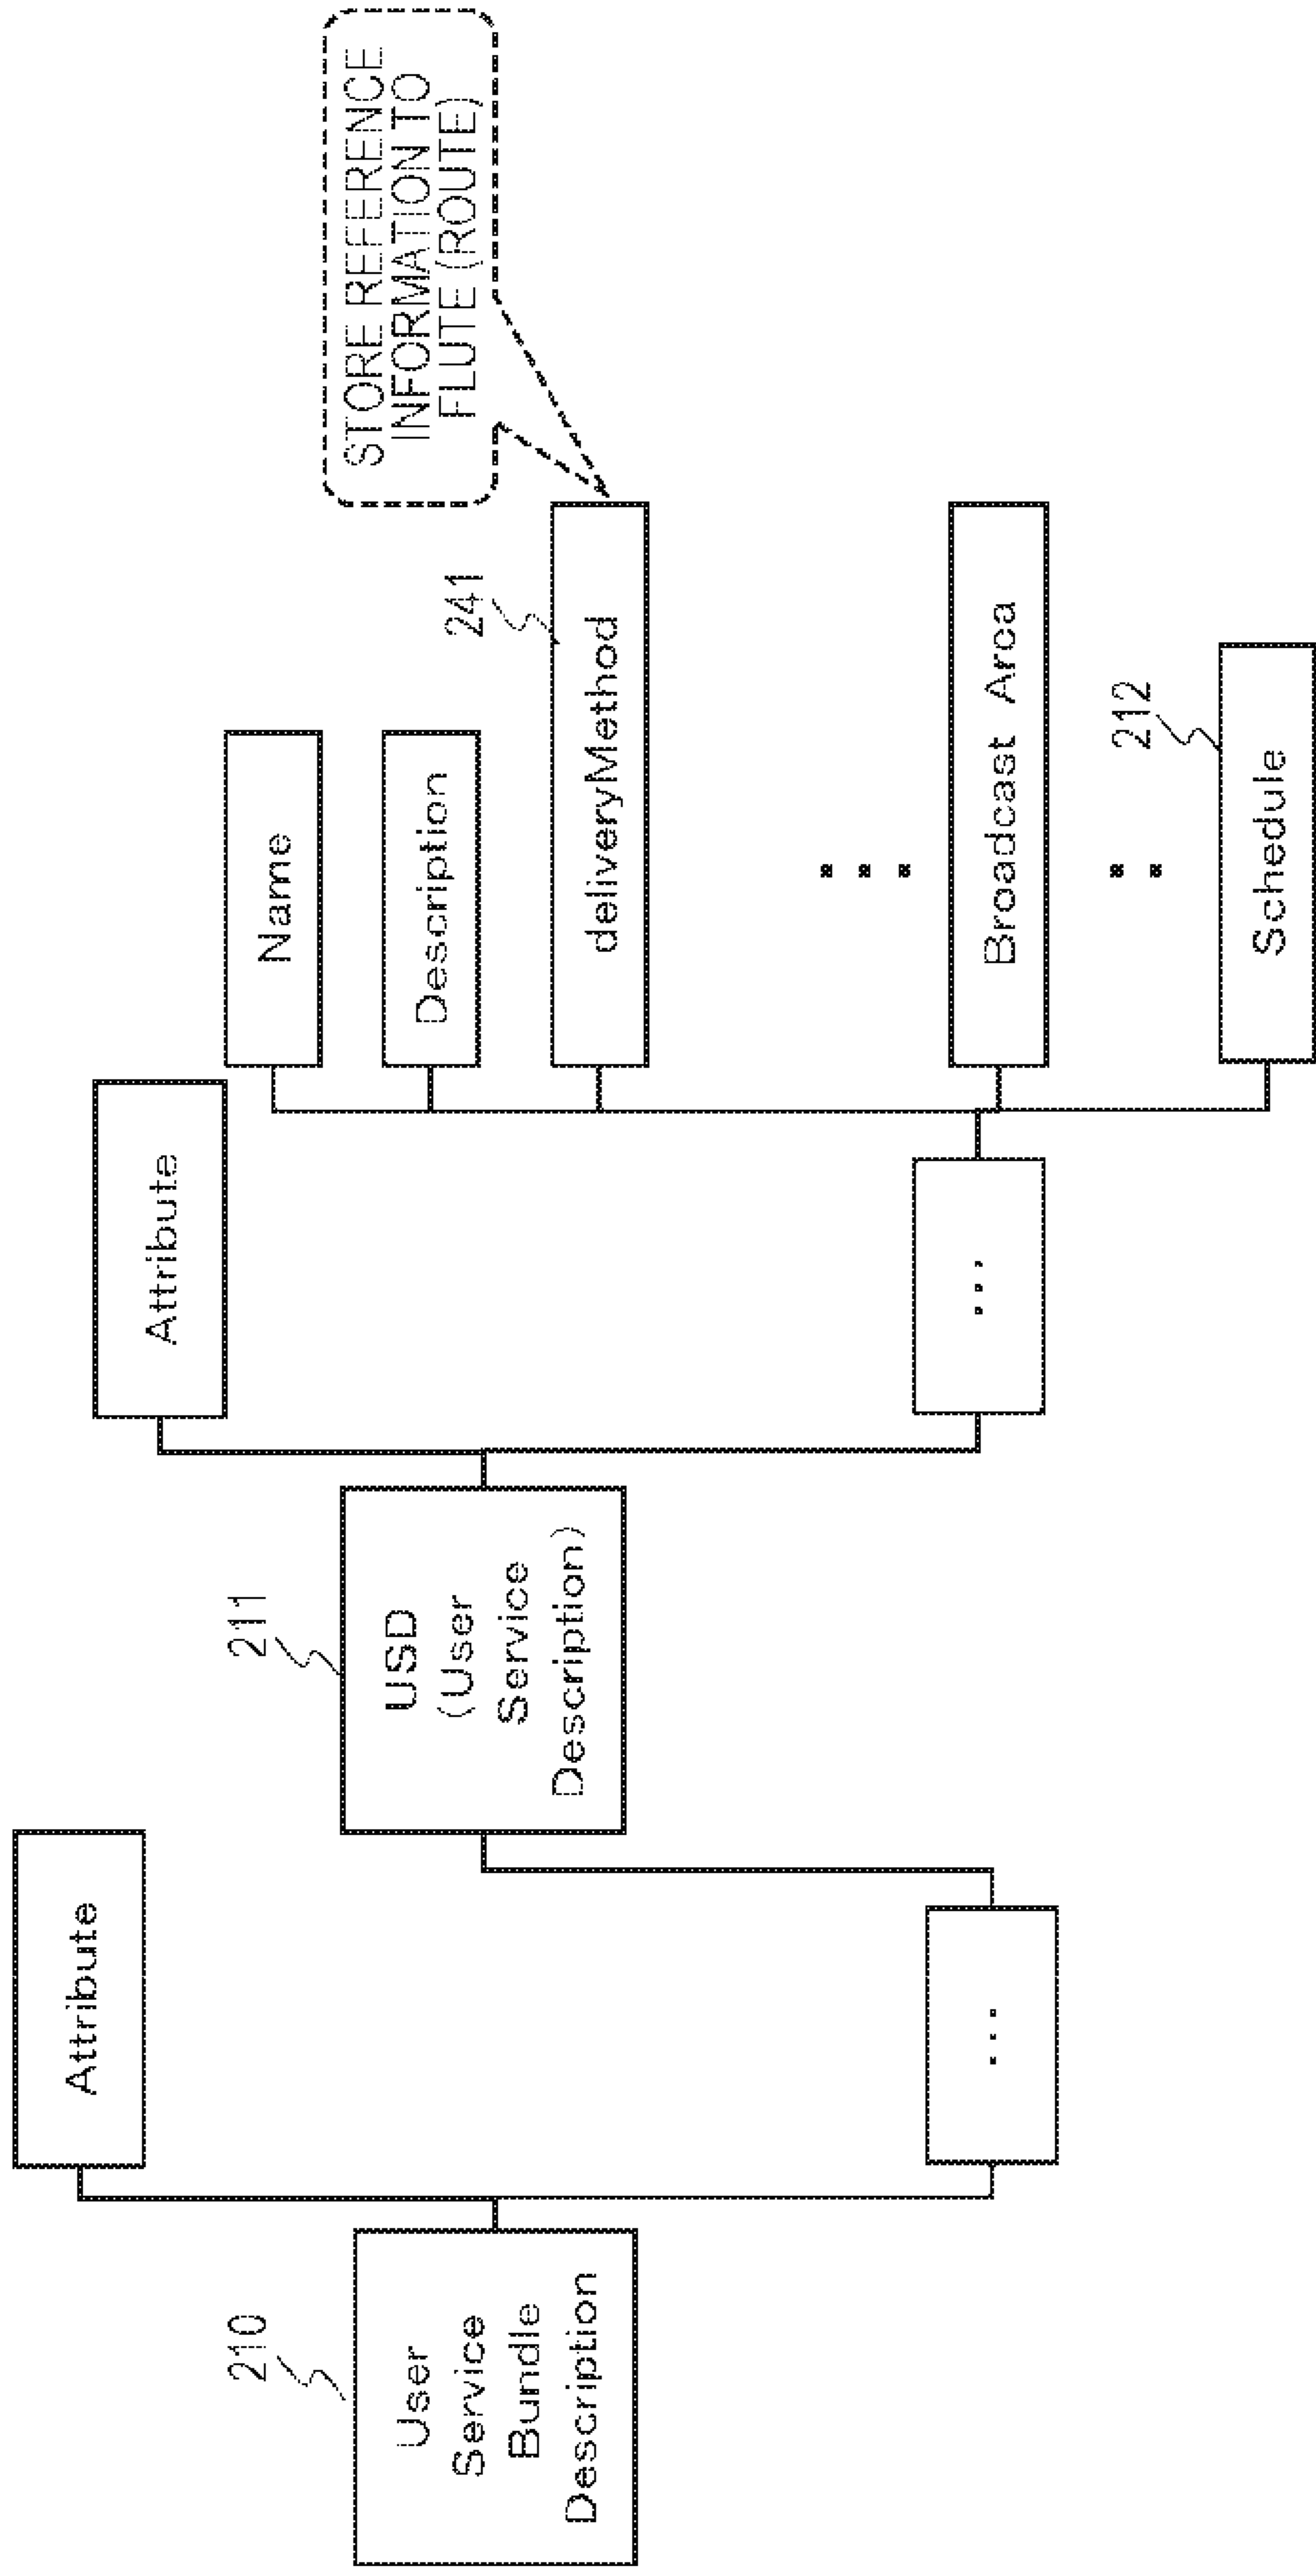 210
User
Service
Bundle
Description
Attribute
...
211
USD
(User
Service
Description)
Attribute
...
Name
Description
241
deliveryMethod
STORE REFERENCE
INFORMATION TO
FLUTE (ROUTE)
Broadcast Area
212
Schedule